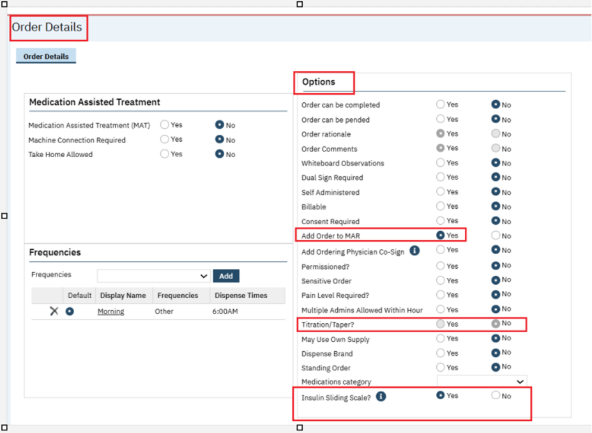 Order Details
Order Details
Medication Assisted Treatment
Medication Assisted Treatment (MAT) Yes No
Machine Connection Required Yes No
Take Home Allowed Yes No
Frequencies
Frequencies Add
Default Display Name Frequencies Dispense Times
Morning Other 6:00AM
Options
Order can be completed Yes No
Order can be pended Yes No
Order rationale Yes No
Order Comments Yes No
Whiteboard Observations Yes No
Dual Sign Required Yes No
Self Administered Yes No
Billable Yes No
Consent Required Yes No
Add Order to MAR Yes No
Add Ordering Physician Co-Sign i Yes No
Permissioned? Yes No
Sensitive Order Yes No
Pain Level Required? Yes No
Multiple Admins Allowed Within Hour Yes No
Titration/Taper? Yes No
May Use Own Supply Yes No
Dispense Brand Yes No
Standing Order Yes No
Medications category
Insulin Sliding Scale? i Yes No